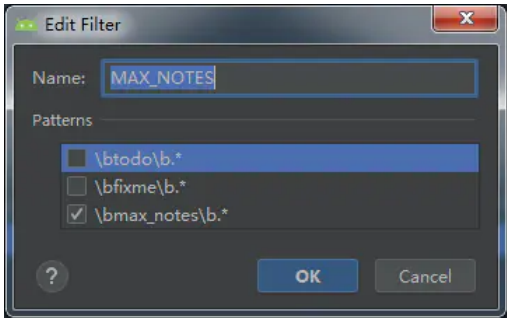 Edit Filter
Name: MAX_NOTES
Patterns
\btodo\b.*
\bfixme\b.*
\bmax_notes\b.*
? OK Cancel